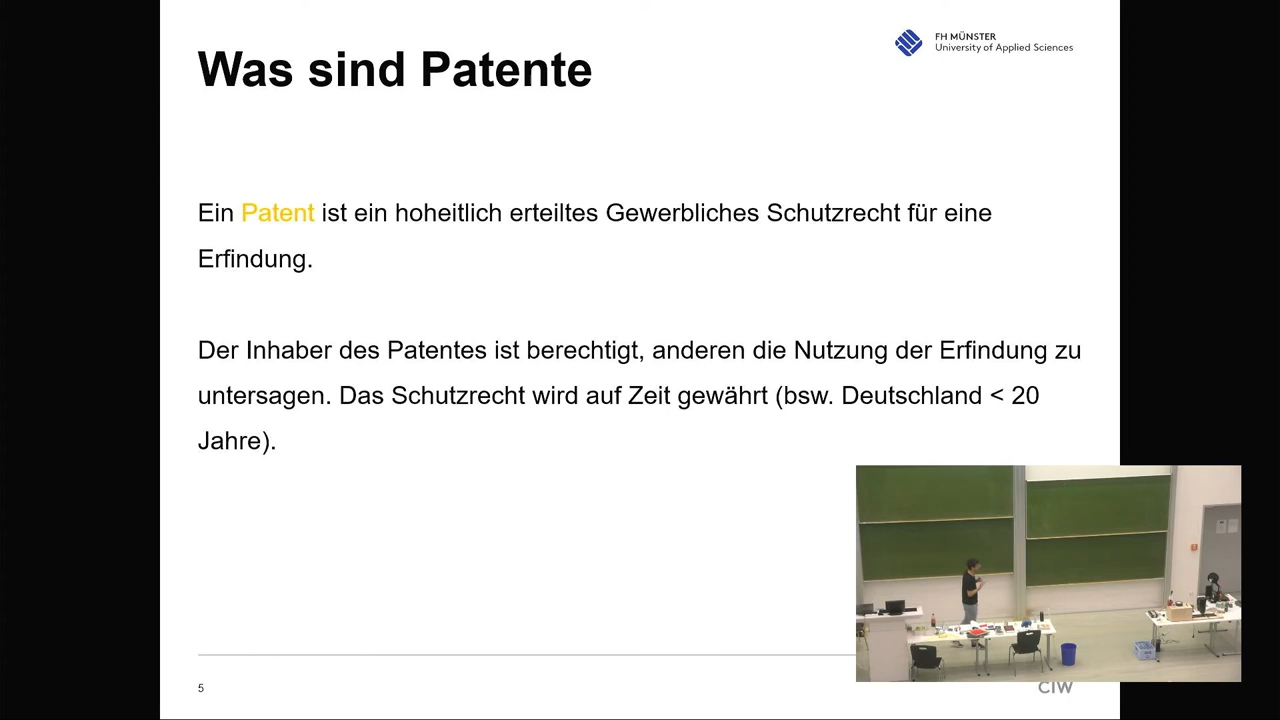 Was sind Patente
FH MÜNSTER
University of Applied Sciences
Ein Patent ist ein hoheitlich erteiltes Gewerbliches Schutzrecht für eine
Erfindung.
Der Inhaber des Patentes ist berechtigt, anderen die Nutzung der Erfindung zu
untersagen. Das Schutzrecht wird auf Zeit gewährt (bsw. Deutschland < 20
Jahre).
5
CIW